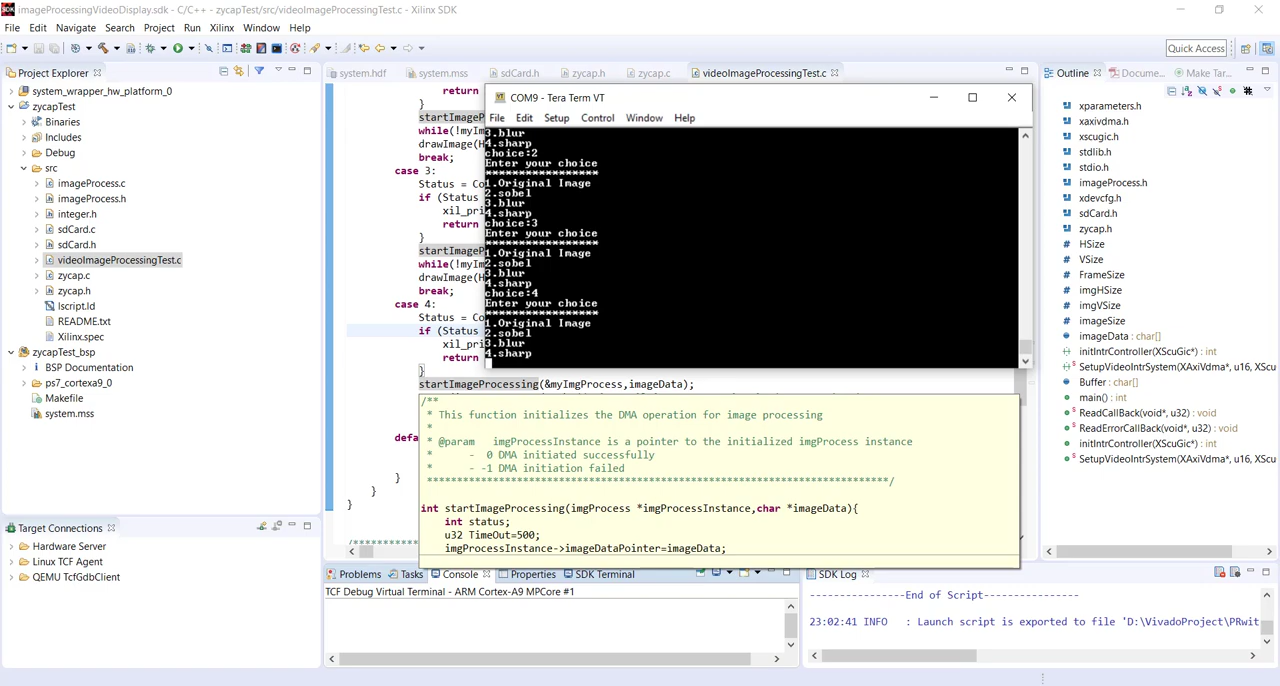 imageProcessingVideoDisplay.sdk - C/C++ - zycapTest/src/videoImageProcessingTest.c - Xilinx SDK
File Edit Navigate Search Project Run Xilinx Window Help
Quick Access
Project Explorer
system_wrapper_hw_platform_0
zycapTest
Binaries
Includes
Debug
src
imageProcess.c
imageProcess.h
integer.h
sdCard.c
sdCard.h
videoImageProcessingTest.c
zycap.c
zycap.h
lscript.ld
README.txt
Xilinx.spec
zycapTest_bsp
BSP Documentation
ps7_cortexa9_0
Makefile
system.mss
Target Connections
Hardware Server
Linux TCF Agent
QEMU TcfGdbClient
system.hdf system.mss sdCard.h zycap.h zycap.c videoImageProcessingTest.c
return
}
startImageP
while(!myIm
drawImage(H
break;
case 3:
Status = Co
if (Status
xil_pri
return
}
startImageP
while(!myIm
drawImage(H
break;
case 4:
Status = Co
if (Status
xil_pri
return
}
startImageProcessing(&myImgProcess,imageData);
defa
}
}
}
/***********
COM9 - Tera Term VT
File Edit Setup Control Window Help
3.blur
4.sharp
choice:2
Enter your choice
******************
1.Original Image
2.sobel
3.blur
4.sharp
choice:3
Enter your choice
******************
1.Original Image
2.sobel
3.blur
4.sharp
choice:4
Enter your choice
******************
1.Original Image
2.sobel
3.blur
4.sharp
/**
* This function initializes the DMA operation for image processing
*
* @param imgProcessInstance is a pointer to the initialized imgProcess instance
* - 0 DMA initiated successfully
* - -1 DMA initiation failed
*****************************************************************************/
int startImageProcessing(imgProcess *imgProcessInstance,char *imageData){
int status;
u32 TimeOut=500;
imgProcessInstance->imageDataPointer=imageData;
Problems Tasks Console Properties SDK Terminal
TCF Debug Virtual Terminal - ARM Cortex-A9 MPCore #1
SDK Log
----------------End of Script----------------
23:02:41 INFO : Launch script is exported to file 'D:\VivadoProject\PRwit
Outline Docume... Make Tar...
xparameters.h
xaxivdma.h
xscugic.h
stdlib.h
stdio.h
imageProcess.h
xdevcfg.h
sdCard.h
zycap.h
HSize
VSize
FrameSize
imgHSize
imgVSize
imageSize
imageData : char[]
initIntrController(XScuGic*) : int
SetupVideoIntrSystem(XAxiVdma*, u16, XScu
Buffer : char[]
main() : int
ReadCallBack(void*, u32) : void
ReadErrorCallBack(void*, u32) : void
initIntrController(XScuGic*) : int
SetupVideoIntrSystem(XAxiVdma*, u16, XScu